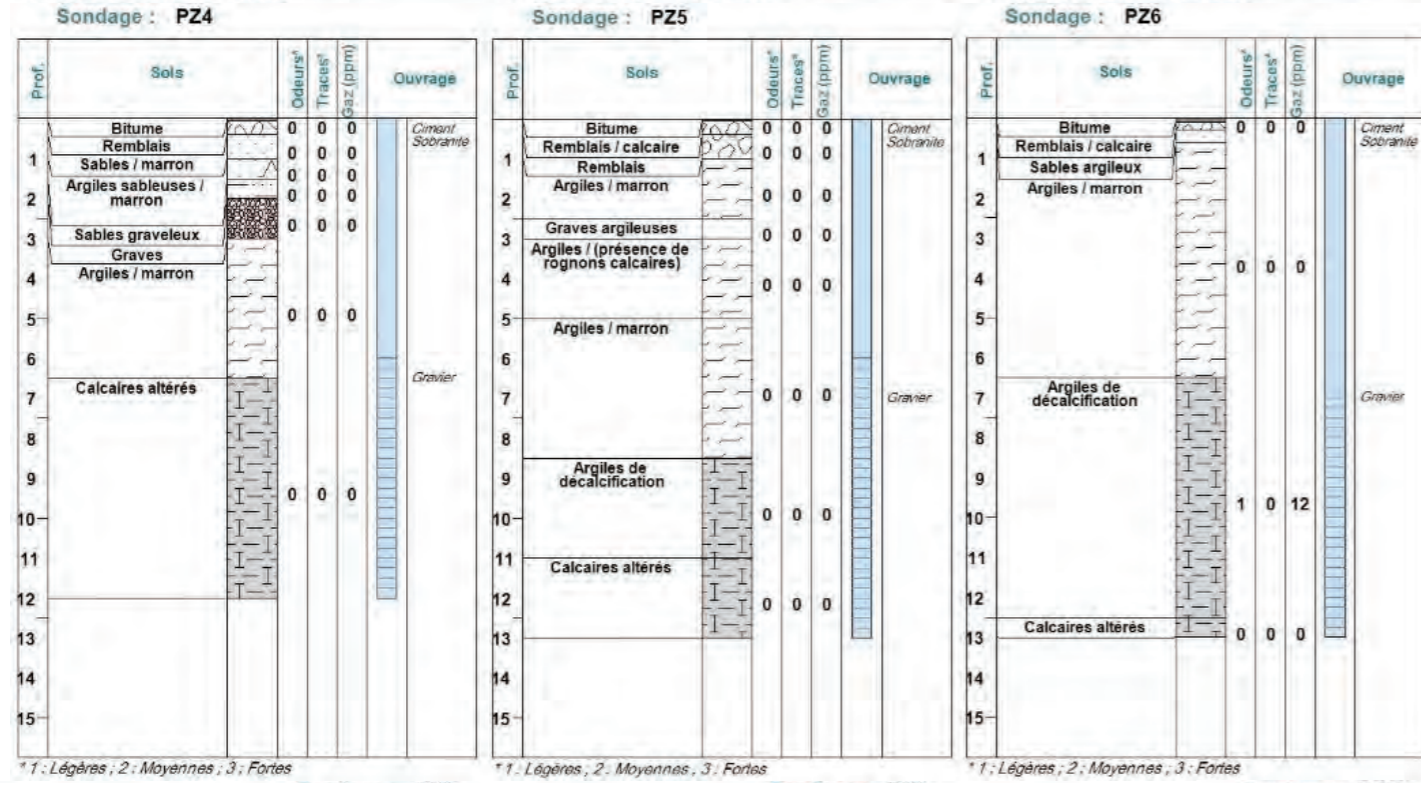 Sondage : PZ4
Prof.
Sols
Odeurs*
Traces*
Gaz (ppm)
Ouvrage
Bitume
0 0 0
Ciment
Sobranite
Remblais
0 0 0
1
Sables / marron
0 0 0
Argiles sableuses /
marron
0 0 0
2
Sables graveleux
0 0 0
3
Graves
Argiles / marron
4
5
0 0 0
6
Gravier
Calcaires altérés
7
8
9
0 0 0
10
11
12
13
14
15
* 1 : Légères ; 2 : Moyennes ; 3 : Fortes
Sondage : PZ5
Prof.
Sols
Odeurs*
Traces*
Gaz (ppm)
Ouvrage
Bitume
0 0 0
Ciment
Sobranite
Remblais / calcaire
0 0 0
1
Remblais
Argiles / marron
0 0 0
2
Graves argileuses
0 0 0
3
Argiles / (présence de
rognons calcaires)
4
0 0 0
5
Argiles / marron
6
7
0 0 0
Gravier
8
9
Argiles de
décalcification
10
0 0 0
11
Calcaires altérés
12
0 0 0
13
14
15
* 1 : Légères ; 2 : Moyennes ; 3 : Fortes
Sondage : PZ6
Prof.
Sols
Odeurs*
Traces*
Gaz (ppm)
Ouvrage
Bitume
0 0 0
Ciment
Sobranite
Remblais / calcaire
1
Sables argileux
Argiles / marron
2
3
0 0 0
4
5
6
Argiles de
décalcification
7
Gravier
8
9
1 0 12
10
11
12
Calcaires altérés
0 0 0
13
14
15
* 1 : Légères ; 2 : Moyennes ; 3 : Fortes